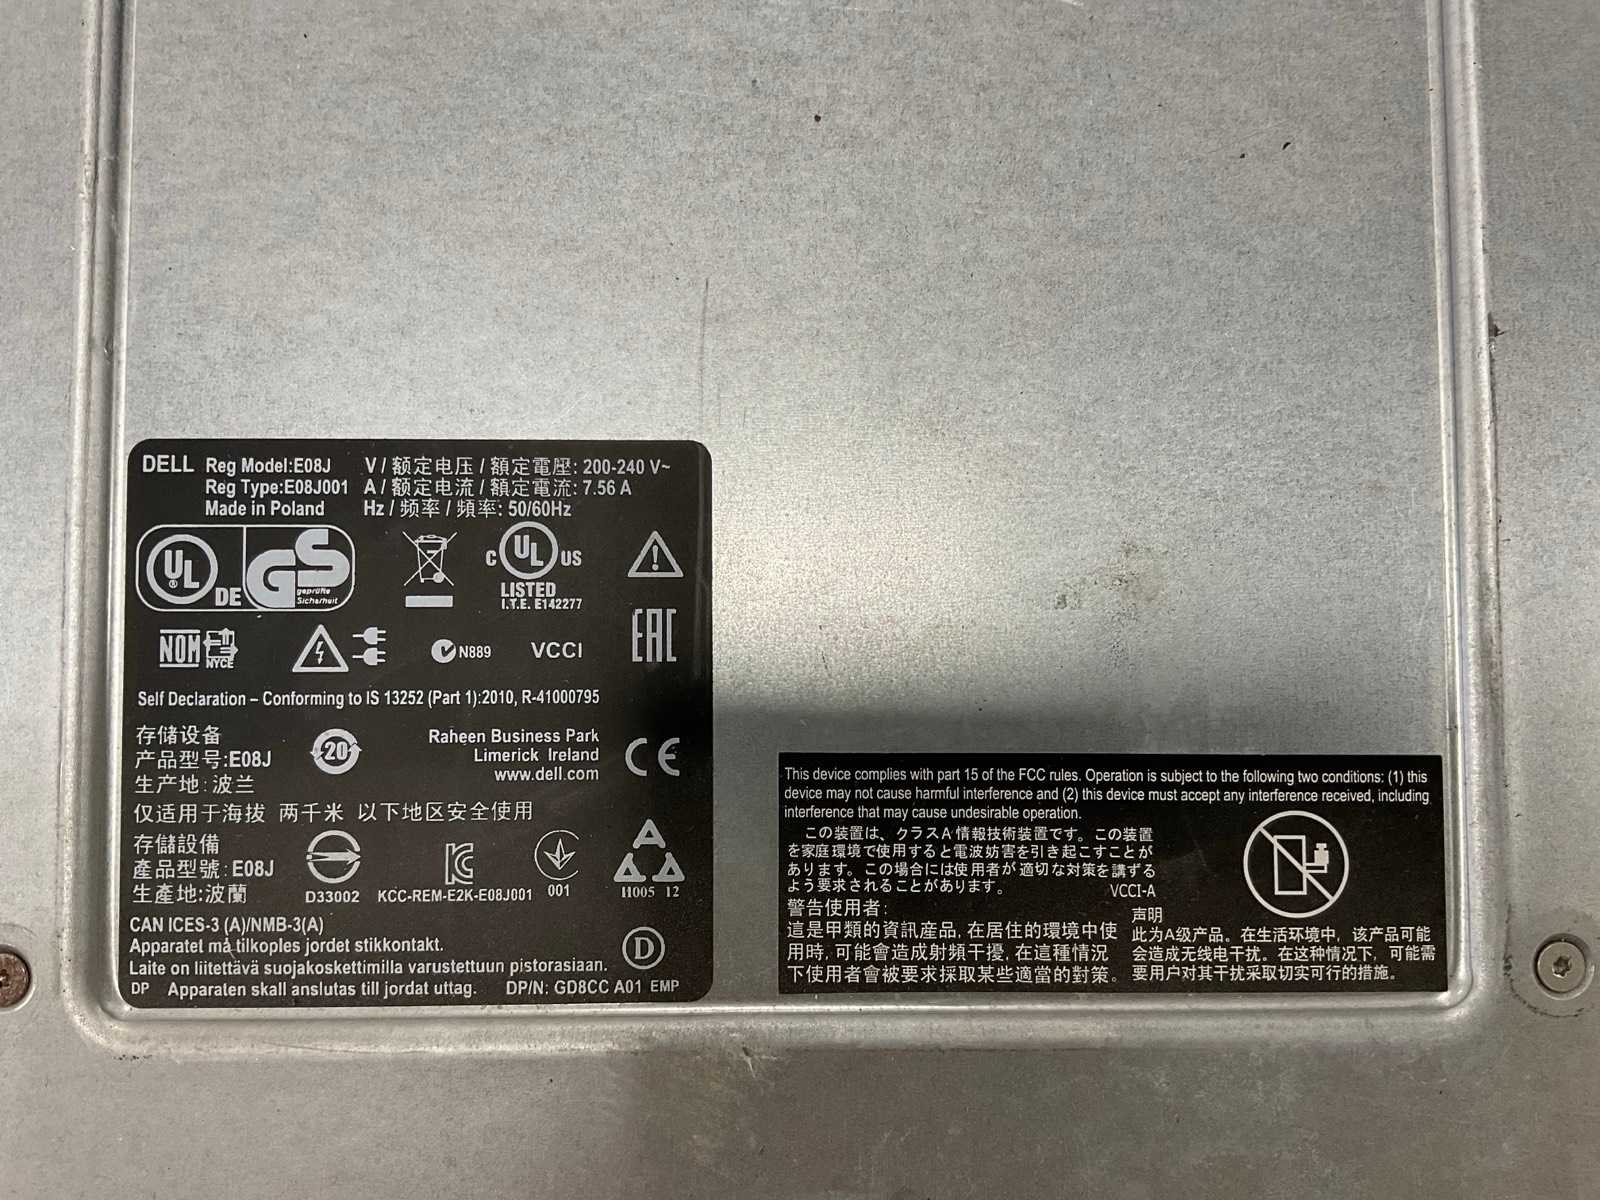 DELL Reg Model:E08J V / 额定电压 / 額定電壓: 200-240 V~
Reg Type:E08J001 A / 额定电流 / 額定電流: 7.56 A
Made in Poland Hz / 频率 / 頻率: 50/60Hz
UL ® DE GS geprüfte Sicherheit
C UL US
LISTED
I.T.E. E142277
EAC
NOM NYCE
N889 VCCI
Self Declaration – Conforming to IS 13252 (Part 1):2010, R-41000795
存储设备
产品型号:E08J
生产地:波兰
20
Raheen Business Park
Limerick Ireland
www.dell.com
CE
仅适用于海拔 两千米 以下地区安全使用
存儲設備
產品型號:E08J
生產地:波蘭
D33002 KCC-REM-E2K-E08J001 001
H005 12
CAN ICES-3 (A)/NMB-3(A)
Apparatet må tilkoples jordet stikkontakt.
Laite on liitettävä suojakoskettimilla varustettuun pistorasiaan.
D
DP Apparaten skall anslutas till jordat uttag. DP/N: GD8CC A01 EMP
This device complies with part 15 of the FCC rules. Operation is subject to the following two conditions: (1) this
device may not cause harmful interference and (2) this device must accept any interference received, including
interference that may cause undesirable operation.
この装置は、クラスA情報技術装置です。この装置
を家庭環境で使用すると電波妨害を引き起こすことが
あります。この場合には使用者が適切な対策を講ずる
よう要求されることがあります。 VCCI-A
警告使用者:
這是甲類的資訊産品, 在居住的環境中使
用時, 可能會造成射頻干擾, 在這種情況
下使用者會被要求採取某些適當的對策。
声明
此为A级产品。在生活环境中，该产品可能
会造成无线电干扰。在这种情况下，可能需
要用户对其干扰采取切实可行的措施。